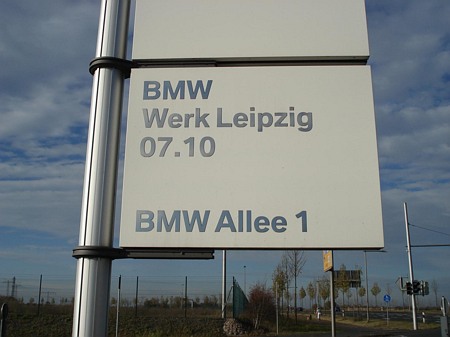 BMW
Werk Leipzig
07.10
BMW Allee 1